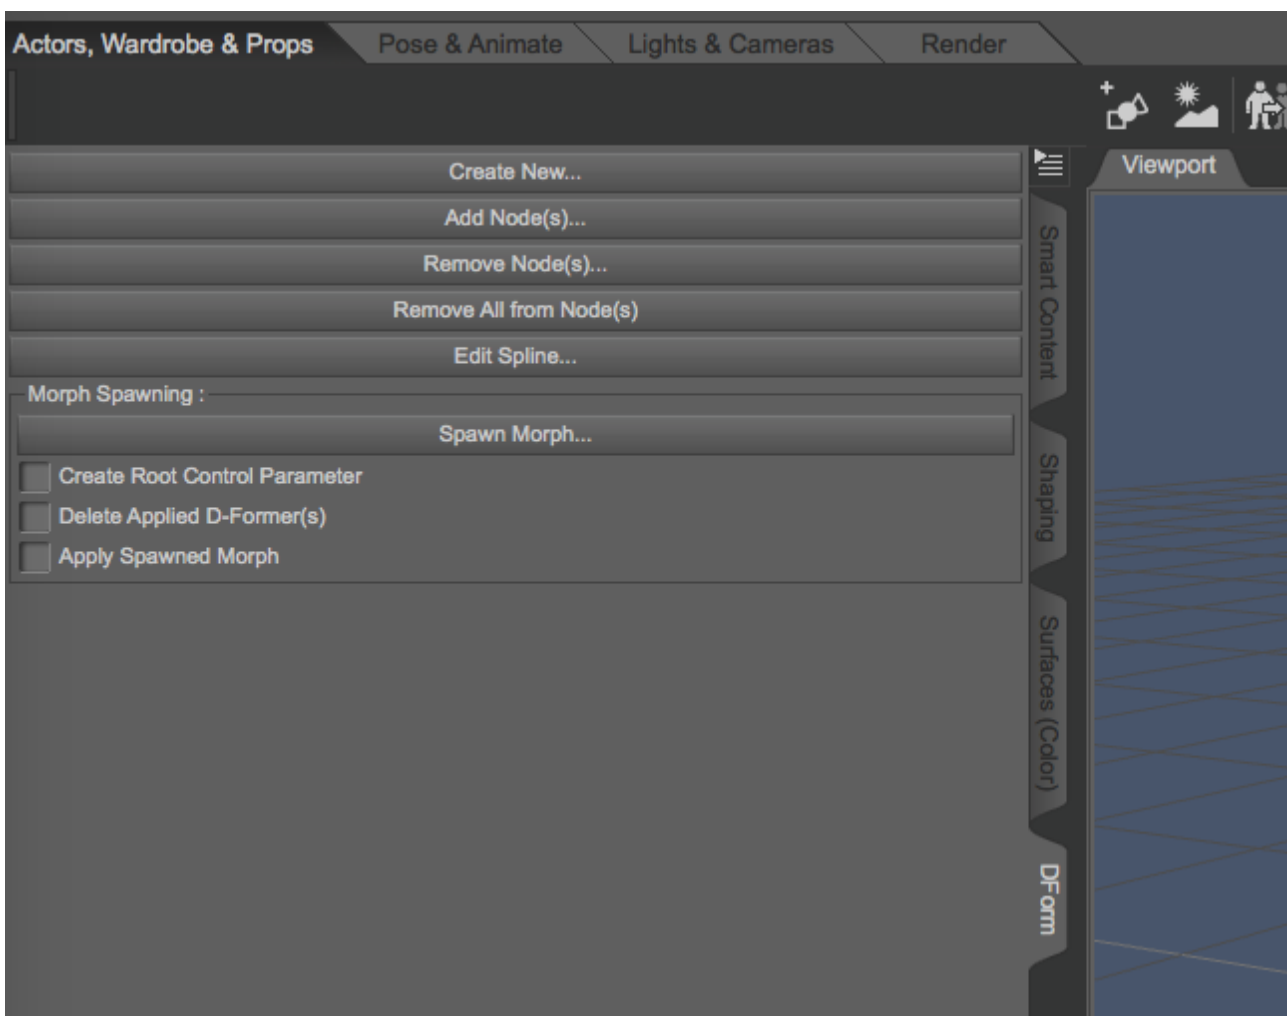 Actors, Wardrobe & Props
Pose & Animate
Lights & Cameras
Render
Create New...
Add Node(s)...
Remove Node(s)...
Remove All from Node(s)
Edit Spline...
Morph Spawning :
Spawn Morph...
Create Root Control Parameter
Delete Applied D-Former(s)
Apply Spawned Morph
Smart Content
Shaping
Surfaces (Color)
DForm
Viewport